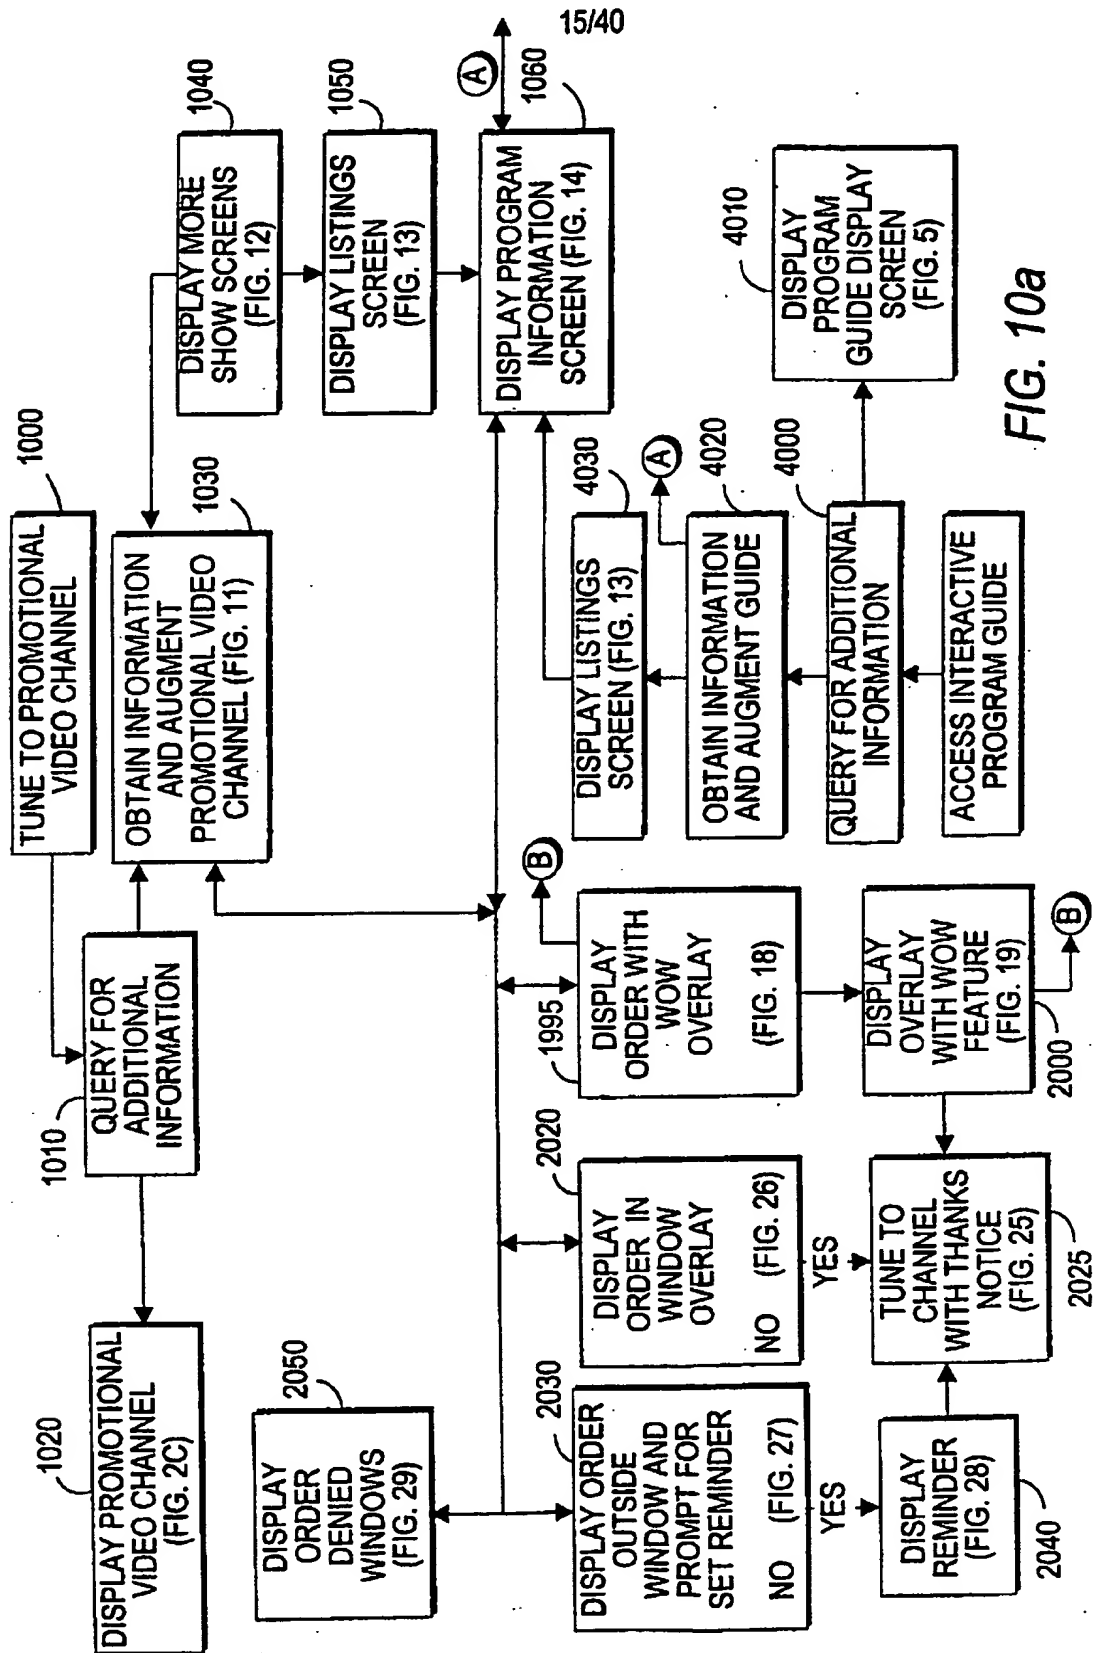 15/40
1000
TUNE TO PROMOTIONAL
VIDEO CHANNEL
1010
QUERY FOR
ADDITIONAL
INFORMATION
1020
DISPLAY PROMOTIONAL
VIDEO CHANNEL
(FIG. 2C)
1030
OBTAIN INFORMATION
AND AUGMENT
PROMOTIONAL VIDEO
CHANNEL (FIG. 11)
1040
DISPLAY MORE
SHOW SCREENS
(FIG. 12)
1050
DISPLAY LISTINGS
SCREEN
(FIG. 13)
1060
DISPLAY PROGRAM
INFORMATION
SCREEN (FIG. 14)
A
2050
DISPLAY
ORDER
DENIED
WINDOWS
(FIG. 29)
2030
DISPLAY ORDER
OUTSIDE
WINDOW AND
PROMPT FOR
SET REMINDER
NO (FIG. 27)
YES
DISPLAY
REMINDER
(FIG. 28)
2040
2020
DISPLAY
ORDER IN
WINDOW
OVERLAY
NO (FIG. 26)
YES
TUNE TO
CHANNEL
WITH THANKS
NOTICE
(FIG. 25)
2025
1995
DISPLAY
ORDER WITH
WOW
OVERLAY
(FIG. 18)
B
DISPLAY
OVERLAY
WITH WOW
FEATURE
(FIG. 19)
2000
B
4030
DISPLAY LISTINGS
SCREEN (FIG. 13)
A
4020
OBTAIN INFORMATION
AND AUGMENT GUIDE
4000
QUERY FOR ADDITIONAL
INFORMATION
ACCESS INTERACTIVE
PROGRAM GUIDE
4010
DISPLAY
PROGRAM
GUIDE DISPLAY
SCREEN
(FIG. 5)
FIG. 10a